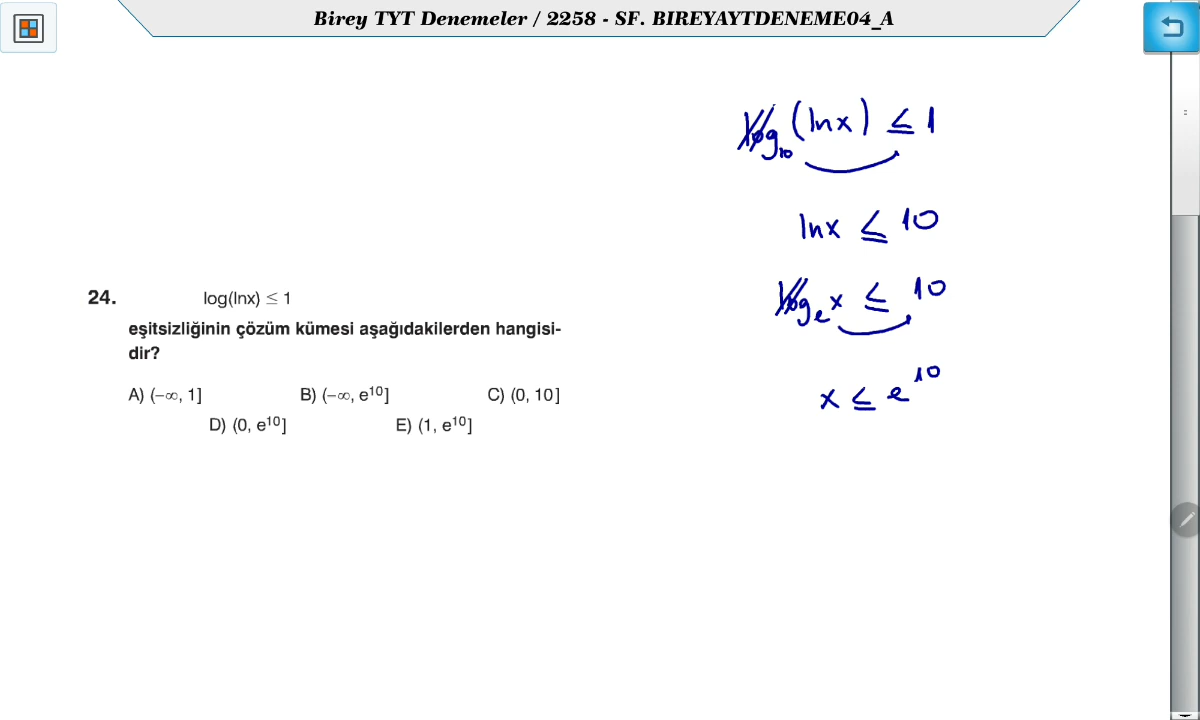 Birey TYT Denemeler / 2258 - SF. BIREYAYTDENEME04_A
24. log(lnx) ≤ 1
eşitsizliğinin çözüm kümesi aşağıdakilerden hangisi-
dir?
A) (−∞, 1] B) (−∞, e¹⁰] C) (0, 10]
D) (0, e¹⁰] E) (1, e¹⁰]
log₁₀(lnx) ≤ 1
lnx ≤ 10
logₑx ≤ 10
x ≤ e¹⁰